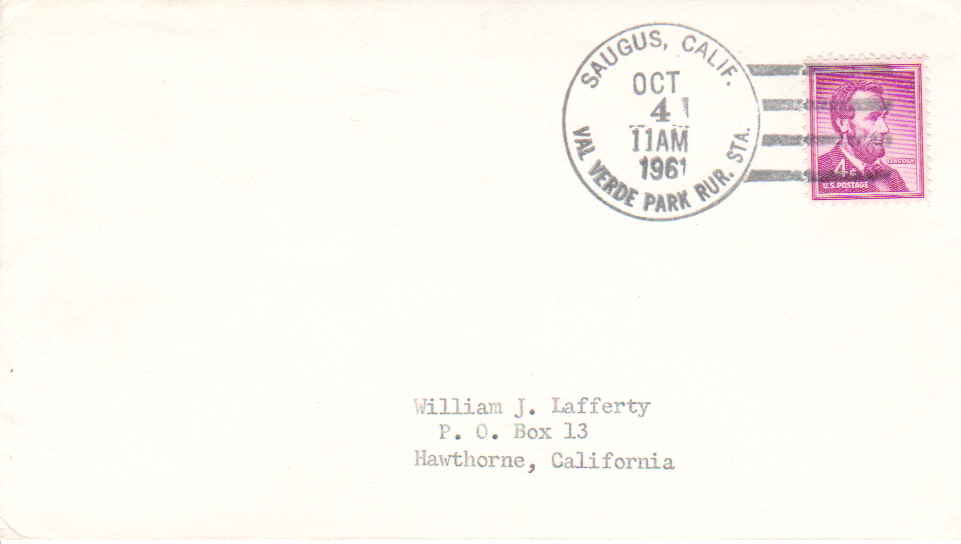 SAUGUS, CALIF.
OCT
4
11AM
1961
VAL VERDE PARK RUR. STA.
LINCOLN
4¢
U.S. POSTAGE
William J. Lafferty
P. O. Box 13
Hawthorne, California